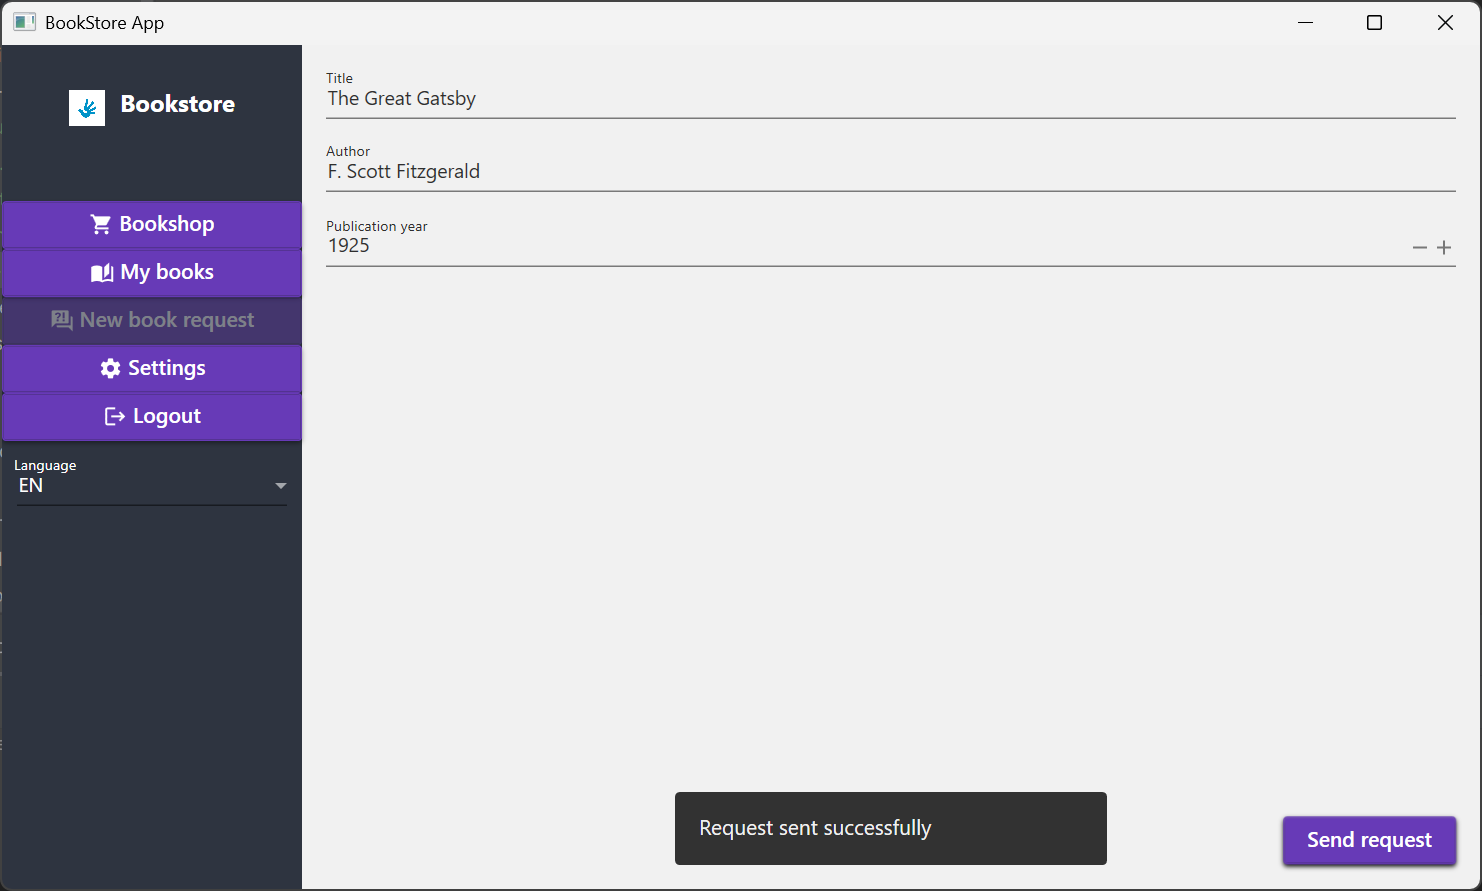 BookStore App
Bookstore
Bookshop
My books
New book request
Settings
Logout
Language
EN
Title
The Great Gatsby
Author
F. Scott Fitzgerald
Publication year
1925
Request sent successfully
Send request